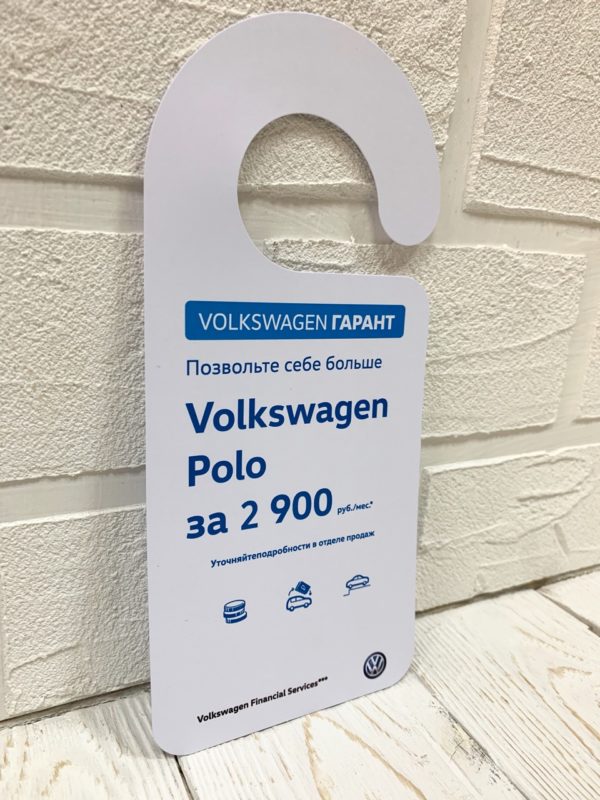 VOLKSWAGEN ГАРАНТ
Позвольте себе больше
Volkswagen
Polo
за 2 900 руб./мес.*
Уточняйтеподробности в отделе продаж
Volkswagen Financial Services***